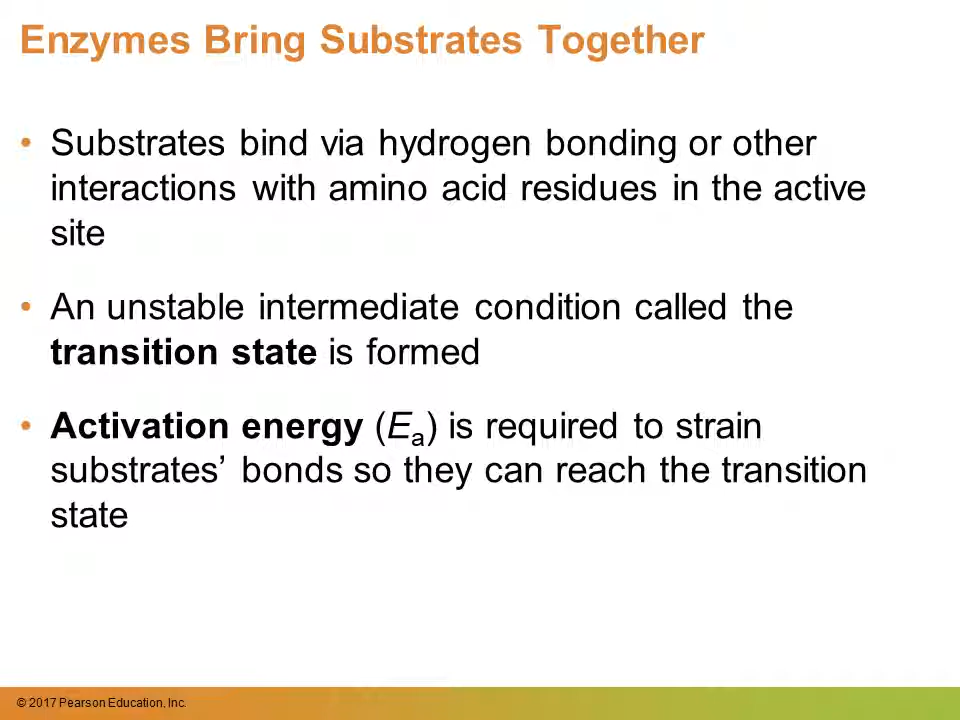 Enzymes Bring Substrates Together
• Substrates bind via hydrogen bonding or other
interactions with amino acid residues in the active
site
• An unstable intermediate condition called the
transition state is formed
• Activation energy (Ea) is required to strain
substrates’ bonds so they can reach the transition
state
© 2017 Pearson Education, Inc.